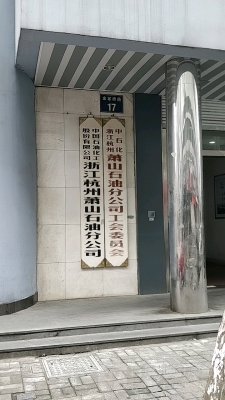 17
中国石油化工
股份有限公司
浙江杭州萧山石油分公司
中石化
浙江杭州
萧山石油分公司工会委员会